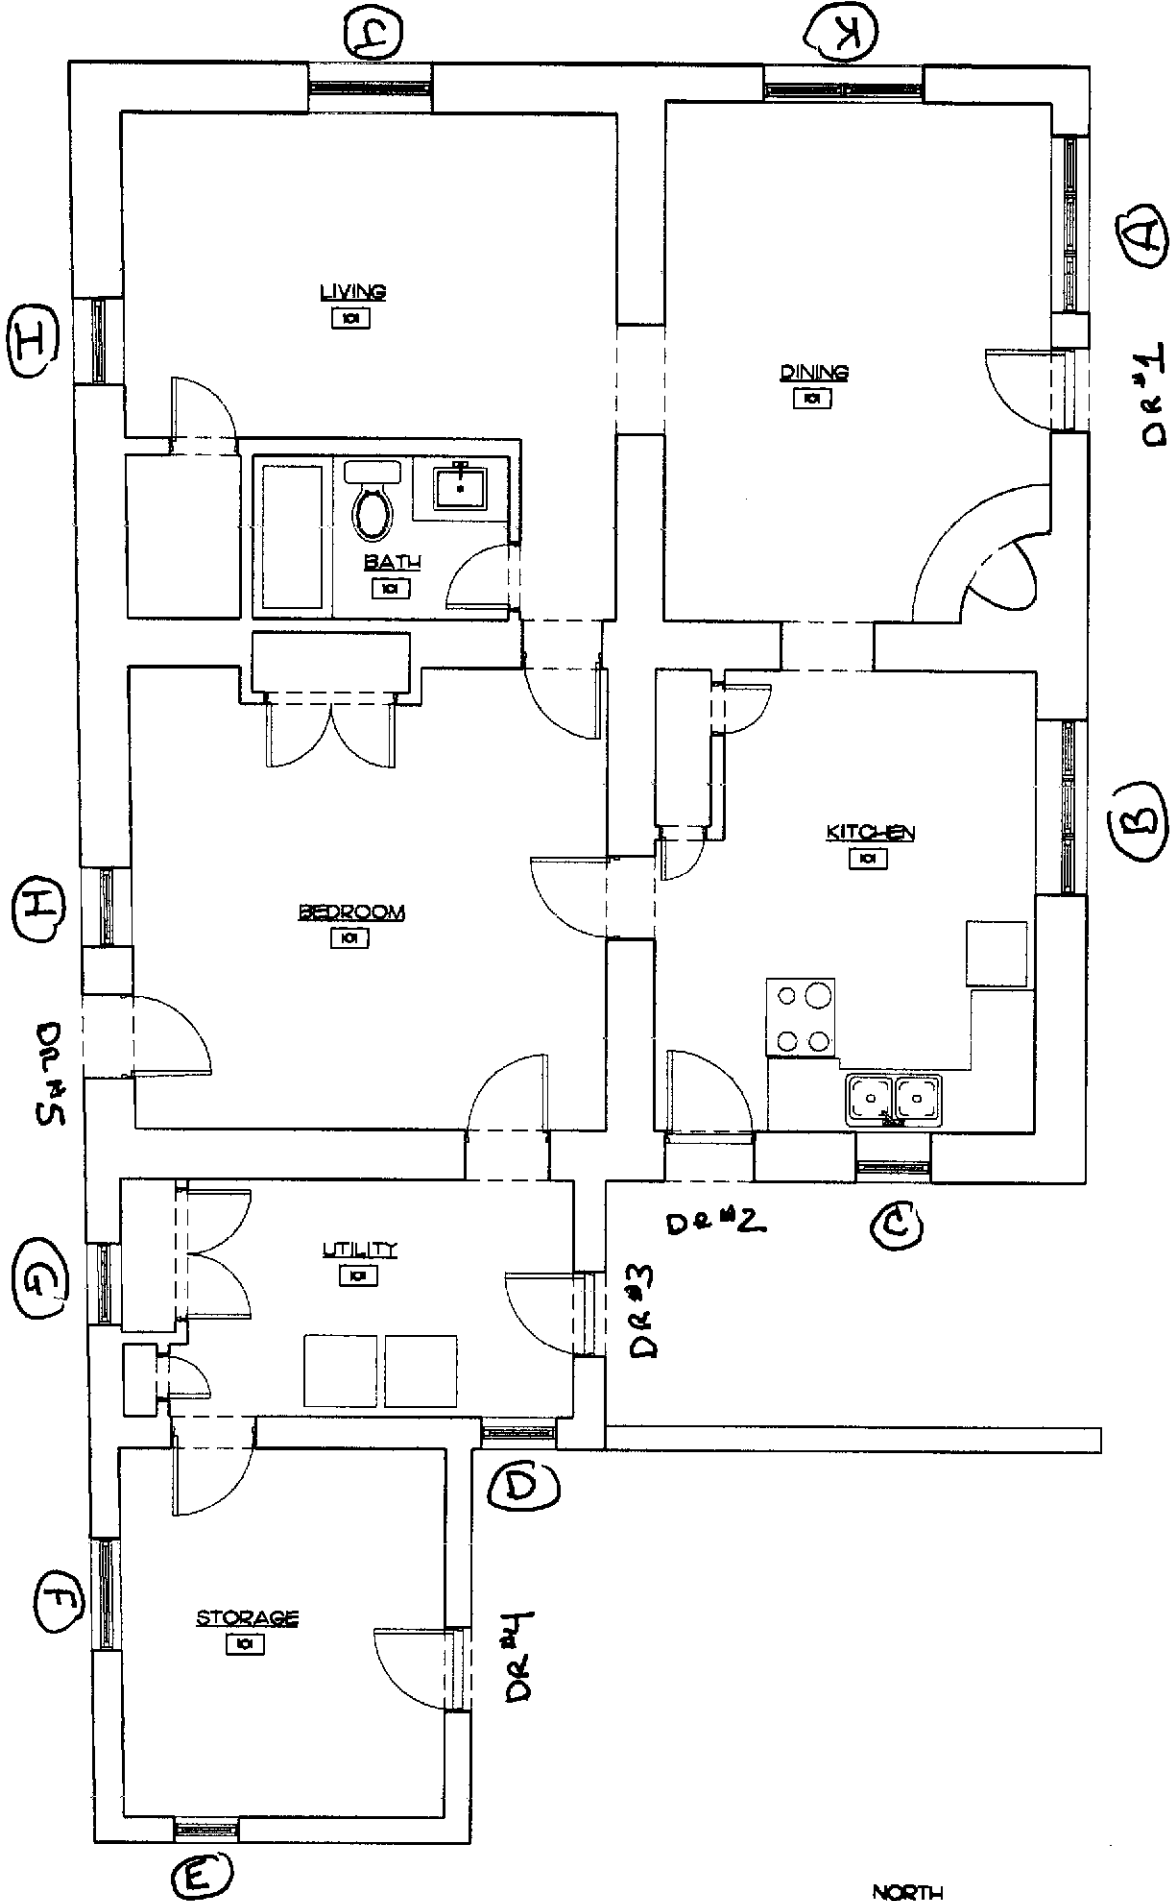 J
K
A
DR #1
LIVING
101
I
DINING
101
BATH
101
KITCHEN
101
B
H
BEDROOM
101
DR #5
DR #2
C
G
UTILITY
101
DR #3
D
F
STORAGE
101
DR #4
E
NORTH